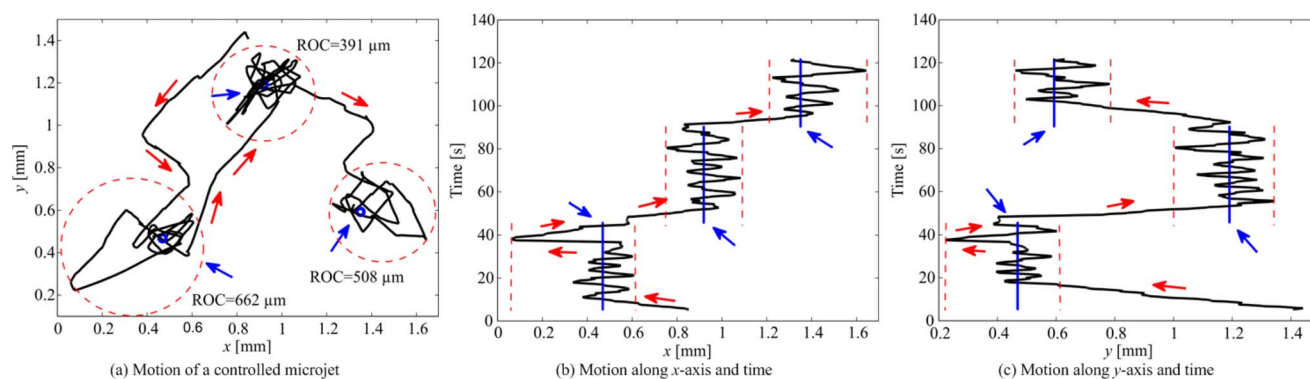 1.4
1.2
1
0.8
0.6
0.4
0.2
y [mm]
0 0.2 0.4 0.6 0.8 1 1.2 1.4 1.6
x [mm]
ROC=391 µm
ROC=508 µm
ROC=662 µm
(a) Motion of a controlled microjet
140
120
100
80
60
40
20
0
Time [s]
0 0.2 0.4 0.6 0.8 1 1.2 1.4 1.6
x [mm]
(b) Motion along x-axis and time
140
120
100
80
60
40
20
0
Time [s]
0.2 0.4 0.6 0.8 1 1.2 1.4
y [mm]
(c) Motion along y-axis and time